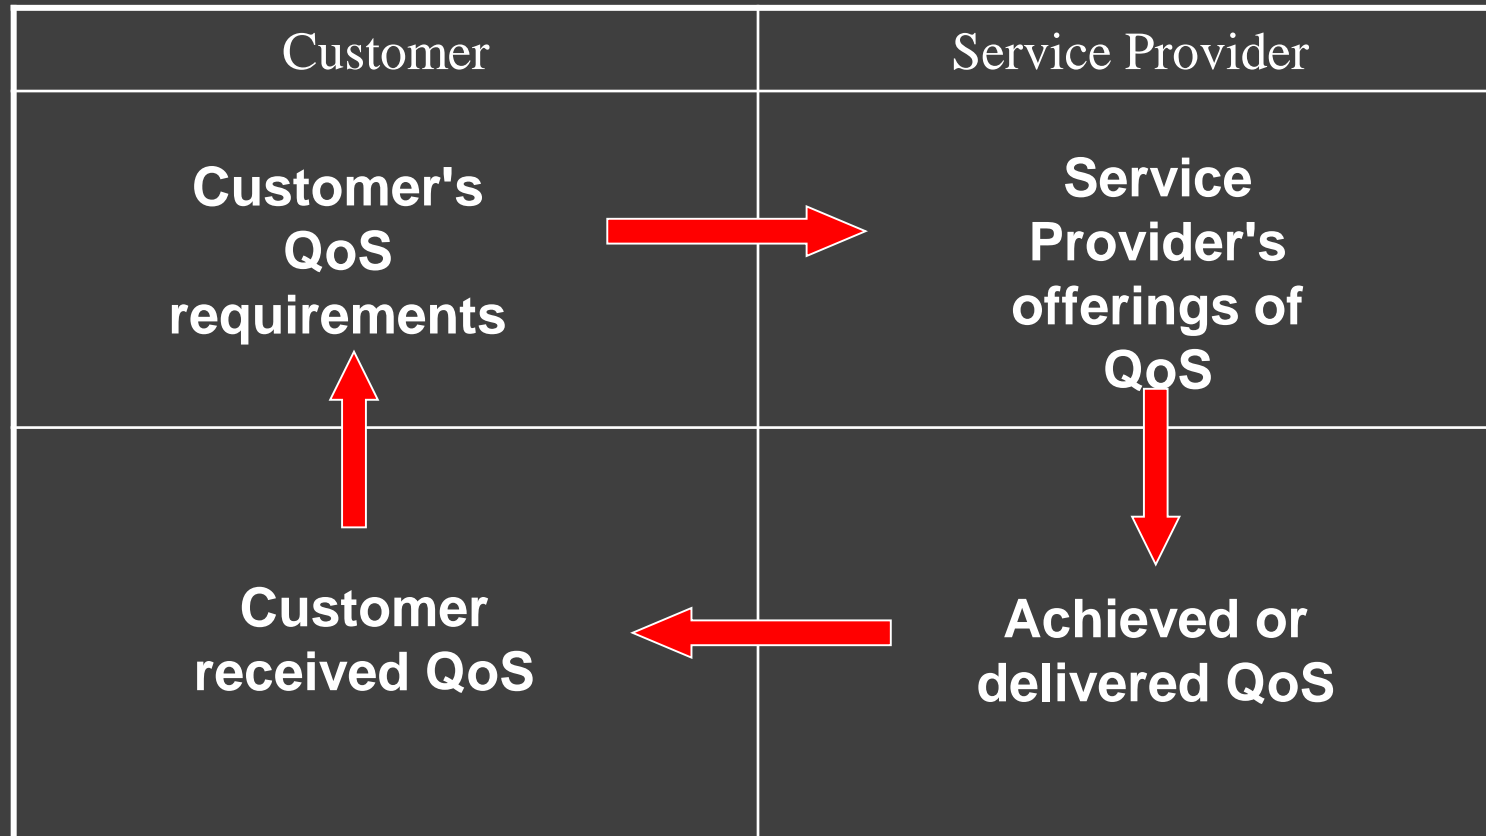 Customer
Service Provider
Customer's
QoS
requirements
Service
Provider's
offerings of
QoS
Customer
received QoS
Achieved or
delivered QoS